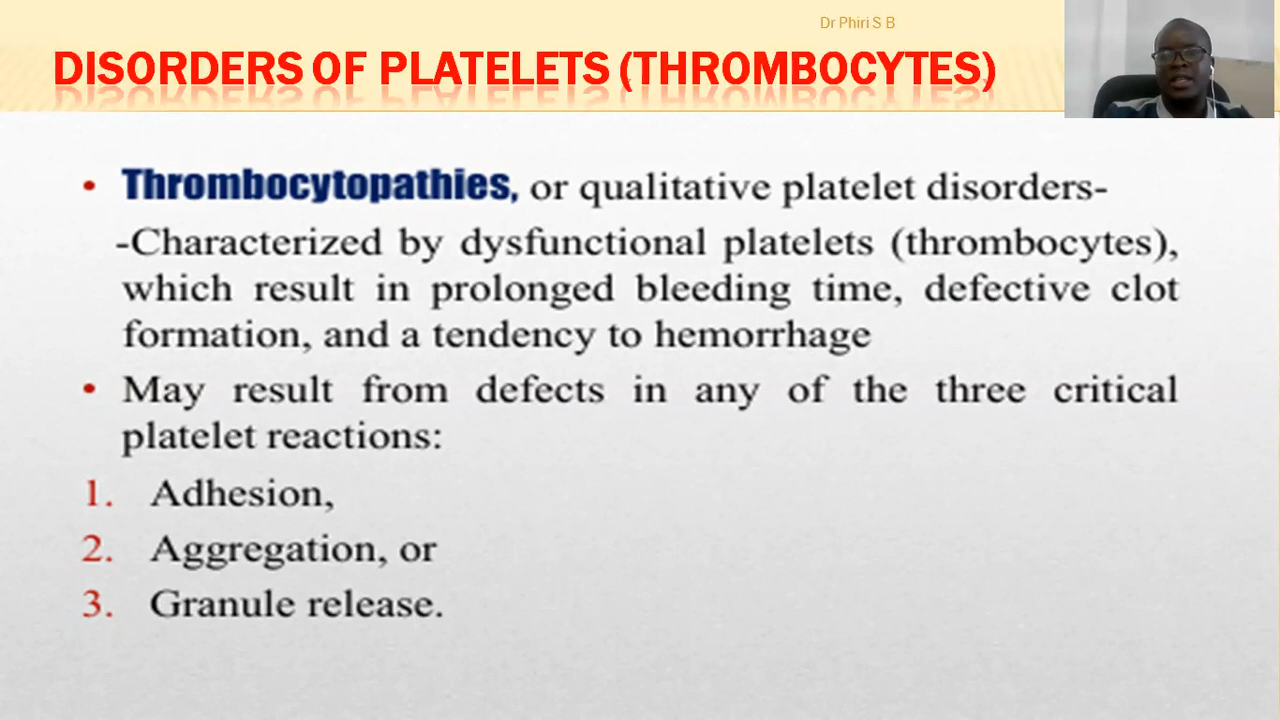 Dr Phiri S B
DISORDERS OF PLATELETS (THROMBOCYTES)
• Thrombocytopathies, or qualitative platelet disorders-
-Characterized by dysfunctional platelets (thrombocytes),
which result in prolonged bleeding time, defective clot
formation, and a tendency to hemorrhage
• May result from defects in any of the three critical
platelet reactions:
1. Adhesion,
2. Aggregation, or
3. Granule release.